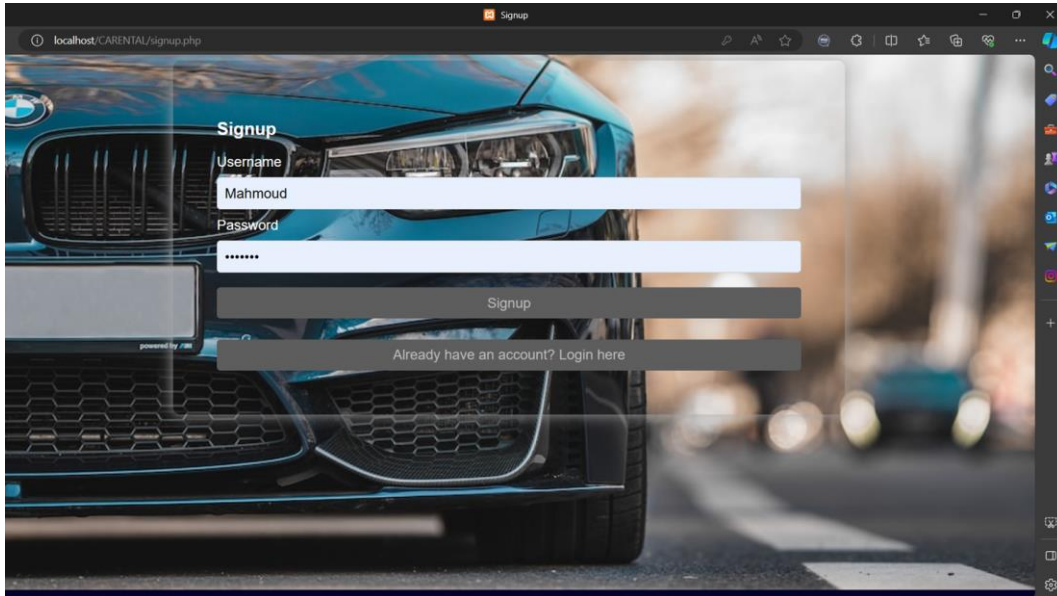 Signup
localhost/CARENTAL/signup.php
Signup
Username
Mahmoud
Password
•••••••
Signup
powered by
Already have an account? Login here